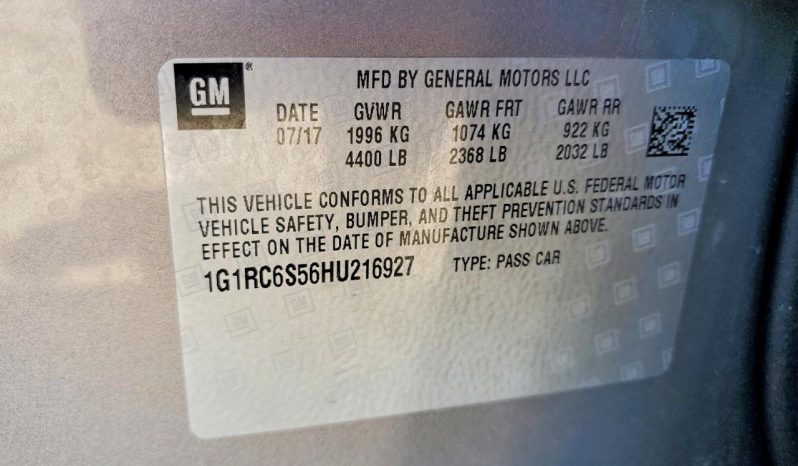 GM ®
MFD BY GENERAL MOTORS LLC
DATE GVWR GAWR FRT GAWR RR
07/17 1996 KG 1074 KG 922 KG
4400 LB 2368 LB 2032 LB
THIS VEHICLE CONFORMS TO ALL APPLICABLE U.S. FEDERAL MOTOR
VEHICLE SAFETY, BUMPER, AND THEFT PREVENTION STANDARDS IN
EFFECT ON THE DATE OF MANUFACTURE SHOWN ABOVE.
1G1RC6S56HU216927 TYPE: PASS CAR